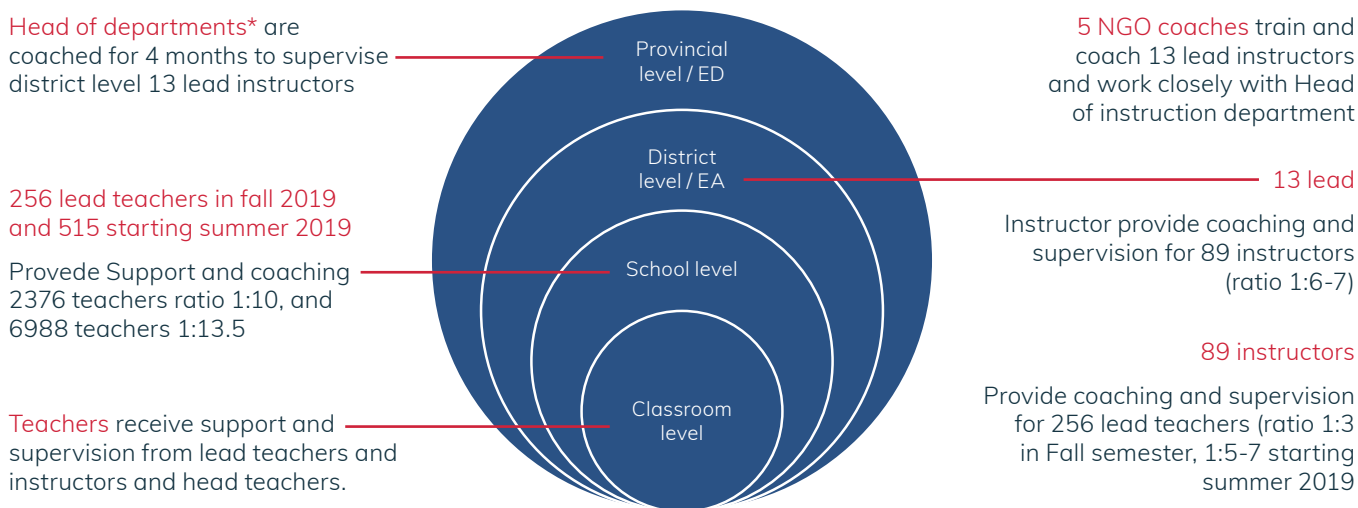 Head of departments* are
coached for 4 months to supervise
district level 13 lead instructors
256 lead teachers in fall 2019
and 515 starting summer 2019
Provede Support and coaching
2376 teachers ratio 1:10, and
6988 teachers 1:13.5
Teachers receive support and
supervision from lead teachers and
instructors and head teachers.
Provincial
level / ED
District
level / EA
School level
Classroom
level
5 NGO coaches train and
coach 13 lead instructors
and work closely with Head
of instruction department
13 lead
Instructor provide coaching and
supervision for 89 instructors
(ratio 1:6-7)
89 instructors
Provide coaching and supervision
for 256 lead teachers (ratio 1:3
in Fall semester, 1:5-7 starting
summer 2019